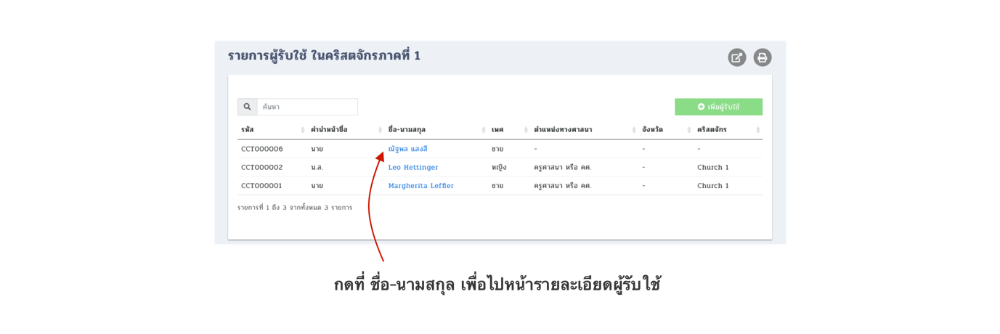 รายการผู้รับใช้ ในคริสตจักรภาคที่ 1
ค้นหา
เพิ่มผู้รับใช้
รหัส คำนำหน้าชื่อ ชื่อ-นามสกุล เพศ ตำแหน่งทางศาสนา จังหวัด คริสตจักร
CCT000006 นาย ณัฐพล แสงสี ชาย - - -
CCT000002 น.ส. Leo Hettinger หญิง ครูศาสนา หรือ คศ. - Church 1
CCT000001 นาย Margherita Leffler ชาย ครูศาสนา หรือ คศ. - Church 1
รายการที่ 1 ถึง 3 จากทั้งหมด 3 รายการ
กดที่ ชื่อ-นามสกุล เพื่อไปหน้ารายละเอียดผู้รับใช้